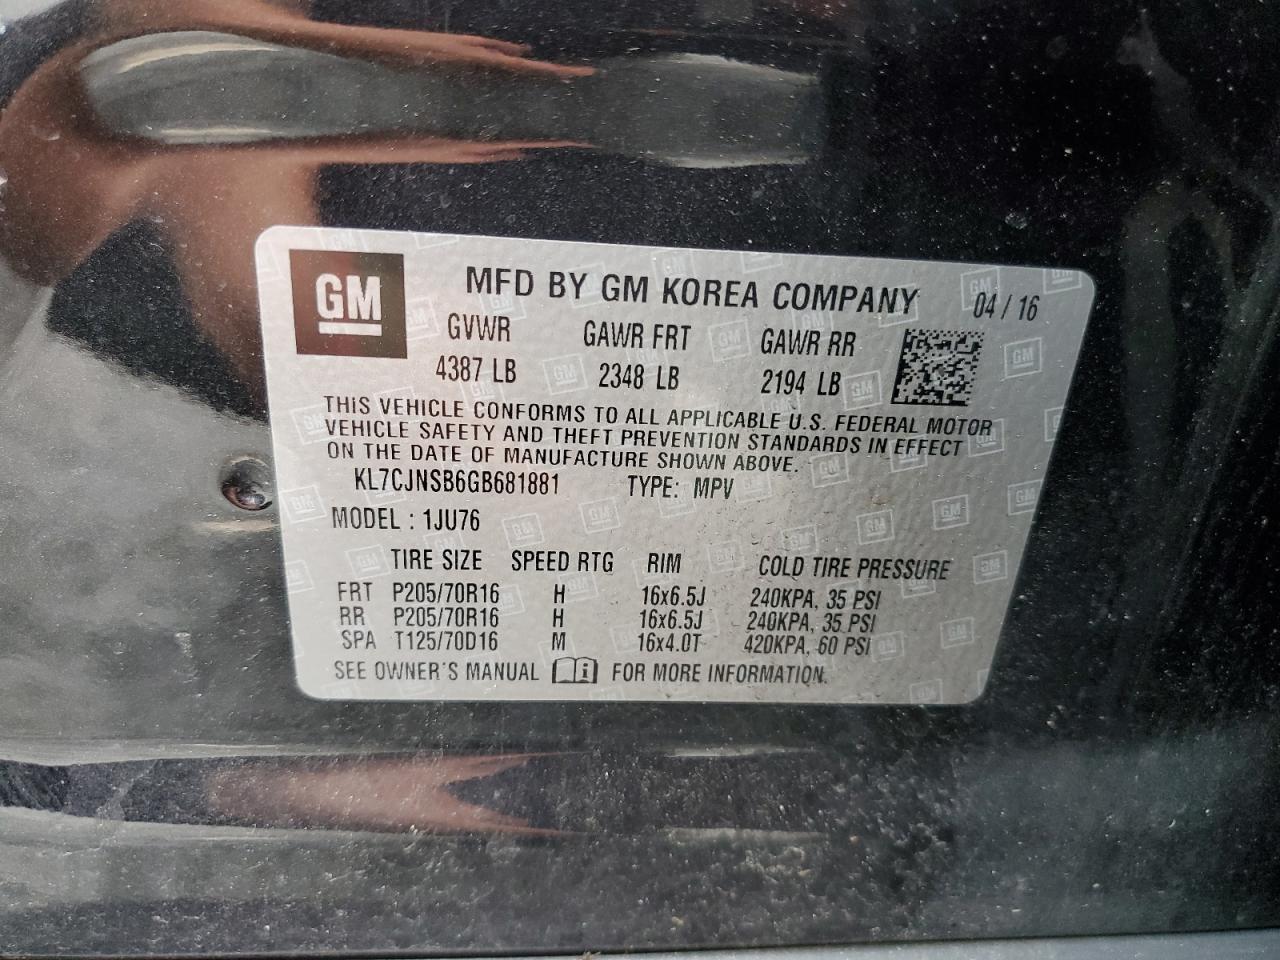 GM
MFD BY GM KOREA COMPANY 04 / 16
GVWR GAWR FRT GAWR RR
4387 LB 2348 LB 2194 LB
THIS VEHICLE CONFORMS TO ALL APPLICABLE U.S. FEDERAL MOTOR
VEHICLE SAFETY AND THEFT PREVENTION STANDARDS IN EFFECT
ON THE DATE OF MANUFACTURE SHOWN ABOVE.
KL7CJNSB6GB681881 TYPE: MPV
MODEL : 1JU76
TIRE SIZE SPEED RTG RIM COLD TIRE PRESSURE
FRT P205/70R16 H 16x6.5J 240KPA, 35 PSI
RR P205/70R16 H 16x6.5J 240KPA, 35 PSI
SPA T125/70D16 M 16x4.0T 420KPA, 60 PSI
SEE OWNER'S MANUAL i FOR MORE INFORMATION.